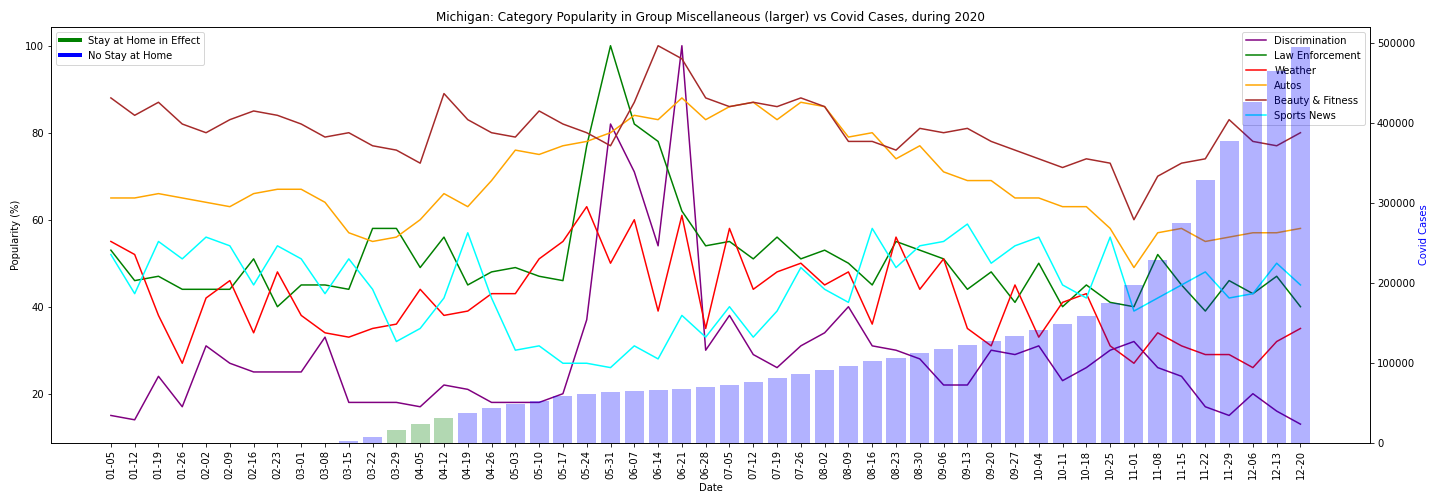 Michigan: Category Popularity in Group Miscellaneous (larger) vs Covid Cases, during 2020
Stay at Home in Effect
No Stay at Home
Discrimination
Law Enforcement
Weather
Autos
Beauty & Fitness
Sports News
Popularity (%)
100
80
60
40
20
Covid Cases
500000
400000
300000
200000
100000
0
01-05 01-12 01-19 01-26 02-02 02-09 02-16 02-23 03-01 03-08 03-15 03-22 03-29 04-05 04-12 04-19 04-26 05-03 05-10 05-17 05-24 05-31 06-07 06-14 06-21 06-28 07-05 07-12 07-19 07-26 08-02 08-09 08-16 08-23 08-30 09-06 09-13 09-20 09-27 10-04 10-11 10-18 10-25 11-01 11-08 11-15 11-22 11-29 12-06 12-13 12-20
Date